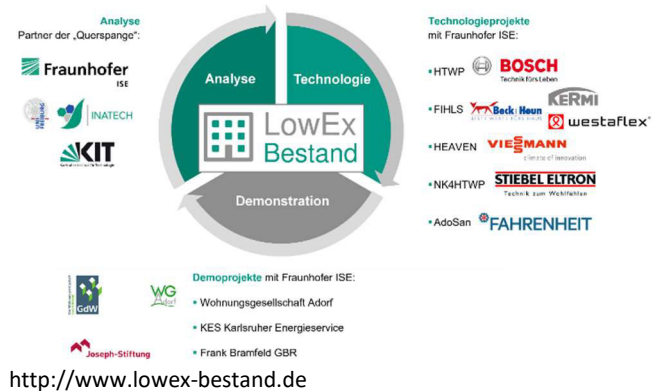 Analyse
Partner der „Querspange“:
Fraunhofer
ISE
UNI
FREIBURG
INATECH
KIT
Analyse
Technologie
LowEx
Bestand
Demonstration
Technologieprojekte
mit Fraunhofer ISE:
HTWP
BOSCH
Technik fürs Leben
FIHLS
Beck+Heun
KERMI
westaflex
HEAVEN
VIESMANN
climate of innovation
NK4HTWP
STIEBEL ELTRON
Technik zum Wohlfühlen
AdoSan
FAHRENHEIT
GdW
WG
Adorf
Joseph-Stiftung
Demoprojekte mit Fraunhofer ISE:
Wohnungsgesellschaft Adorf
KES Karlsruher Energieservice
Frank Bramfeld GBR
http://www.lowex-bestand.de